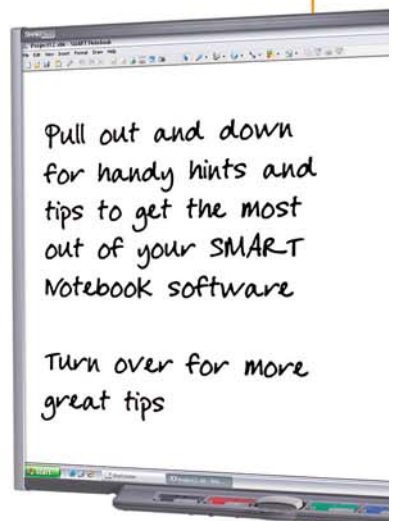 Pull out and down
for handy hints and
tips to get the most
out of your SMART
Notebook software
Turn over for more
great tips